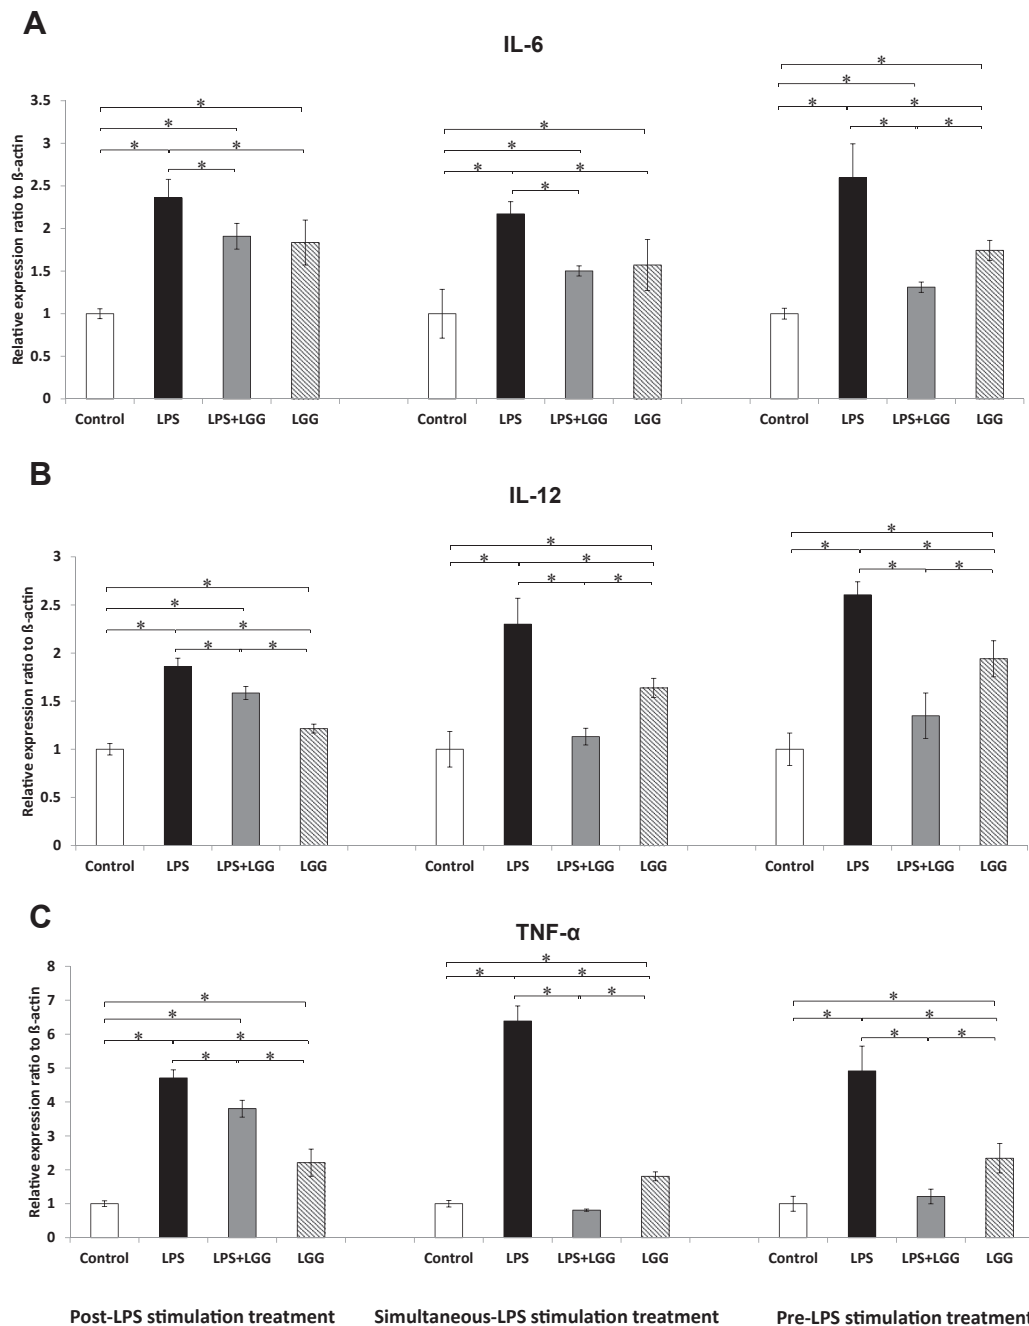 A
IL-6
Relative expression ratio to ß-actin
3.5
3
2.5
2
1.5
1
0.5
0
* * * * *
* * * * *
* * * * * *
Control LPS LPS+LGG LGG Control LPS LPS+LGG LGG Control LPS LPS+LGG LGG
B
IL-12
Relative expression ratio to ß-actin
3
2.5
2
1.5
1
0.5
0
* * * * * *
* * * * *
* * * * *
Control LPS LPS+LGG LGG Control LPS LPS+LGG LGG Control LPS LPS+LGG LGG
C
TNF-α
Relative expression ratio to ß-actin
8
7
6
5
4
3
2
1
0
* * * * * *
* * * * *
* * * * *
Control LPS LPS+LGG LGG Control LPS LPS+LGG LGG Control LPS LPS+LGG LGG
Post-LPS stimulation treatment Simultaneous-LPS stimulation treatment Pre-LPS stimulation treatment